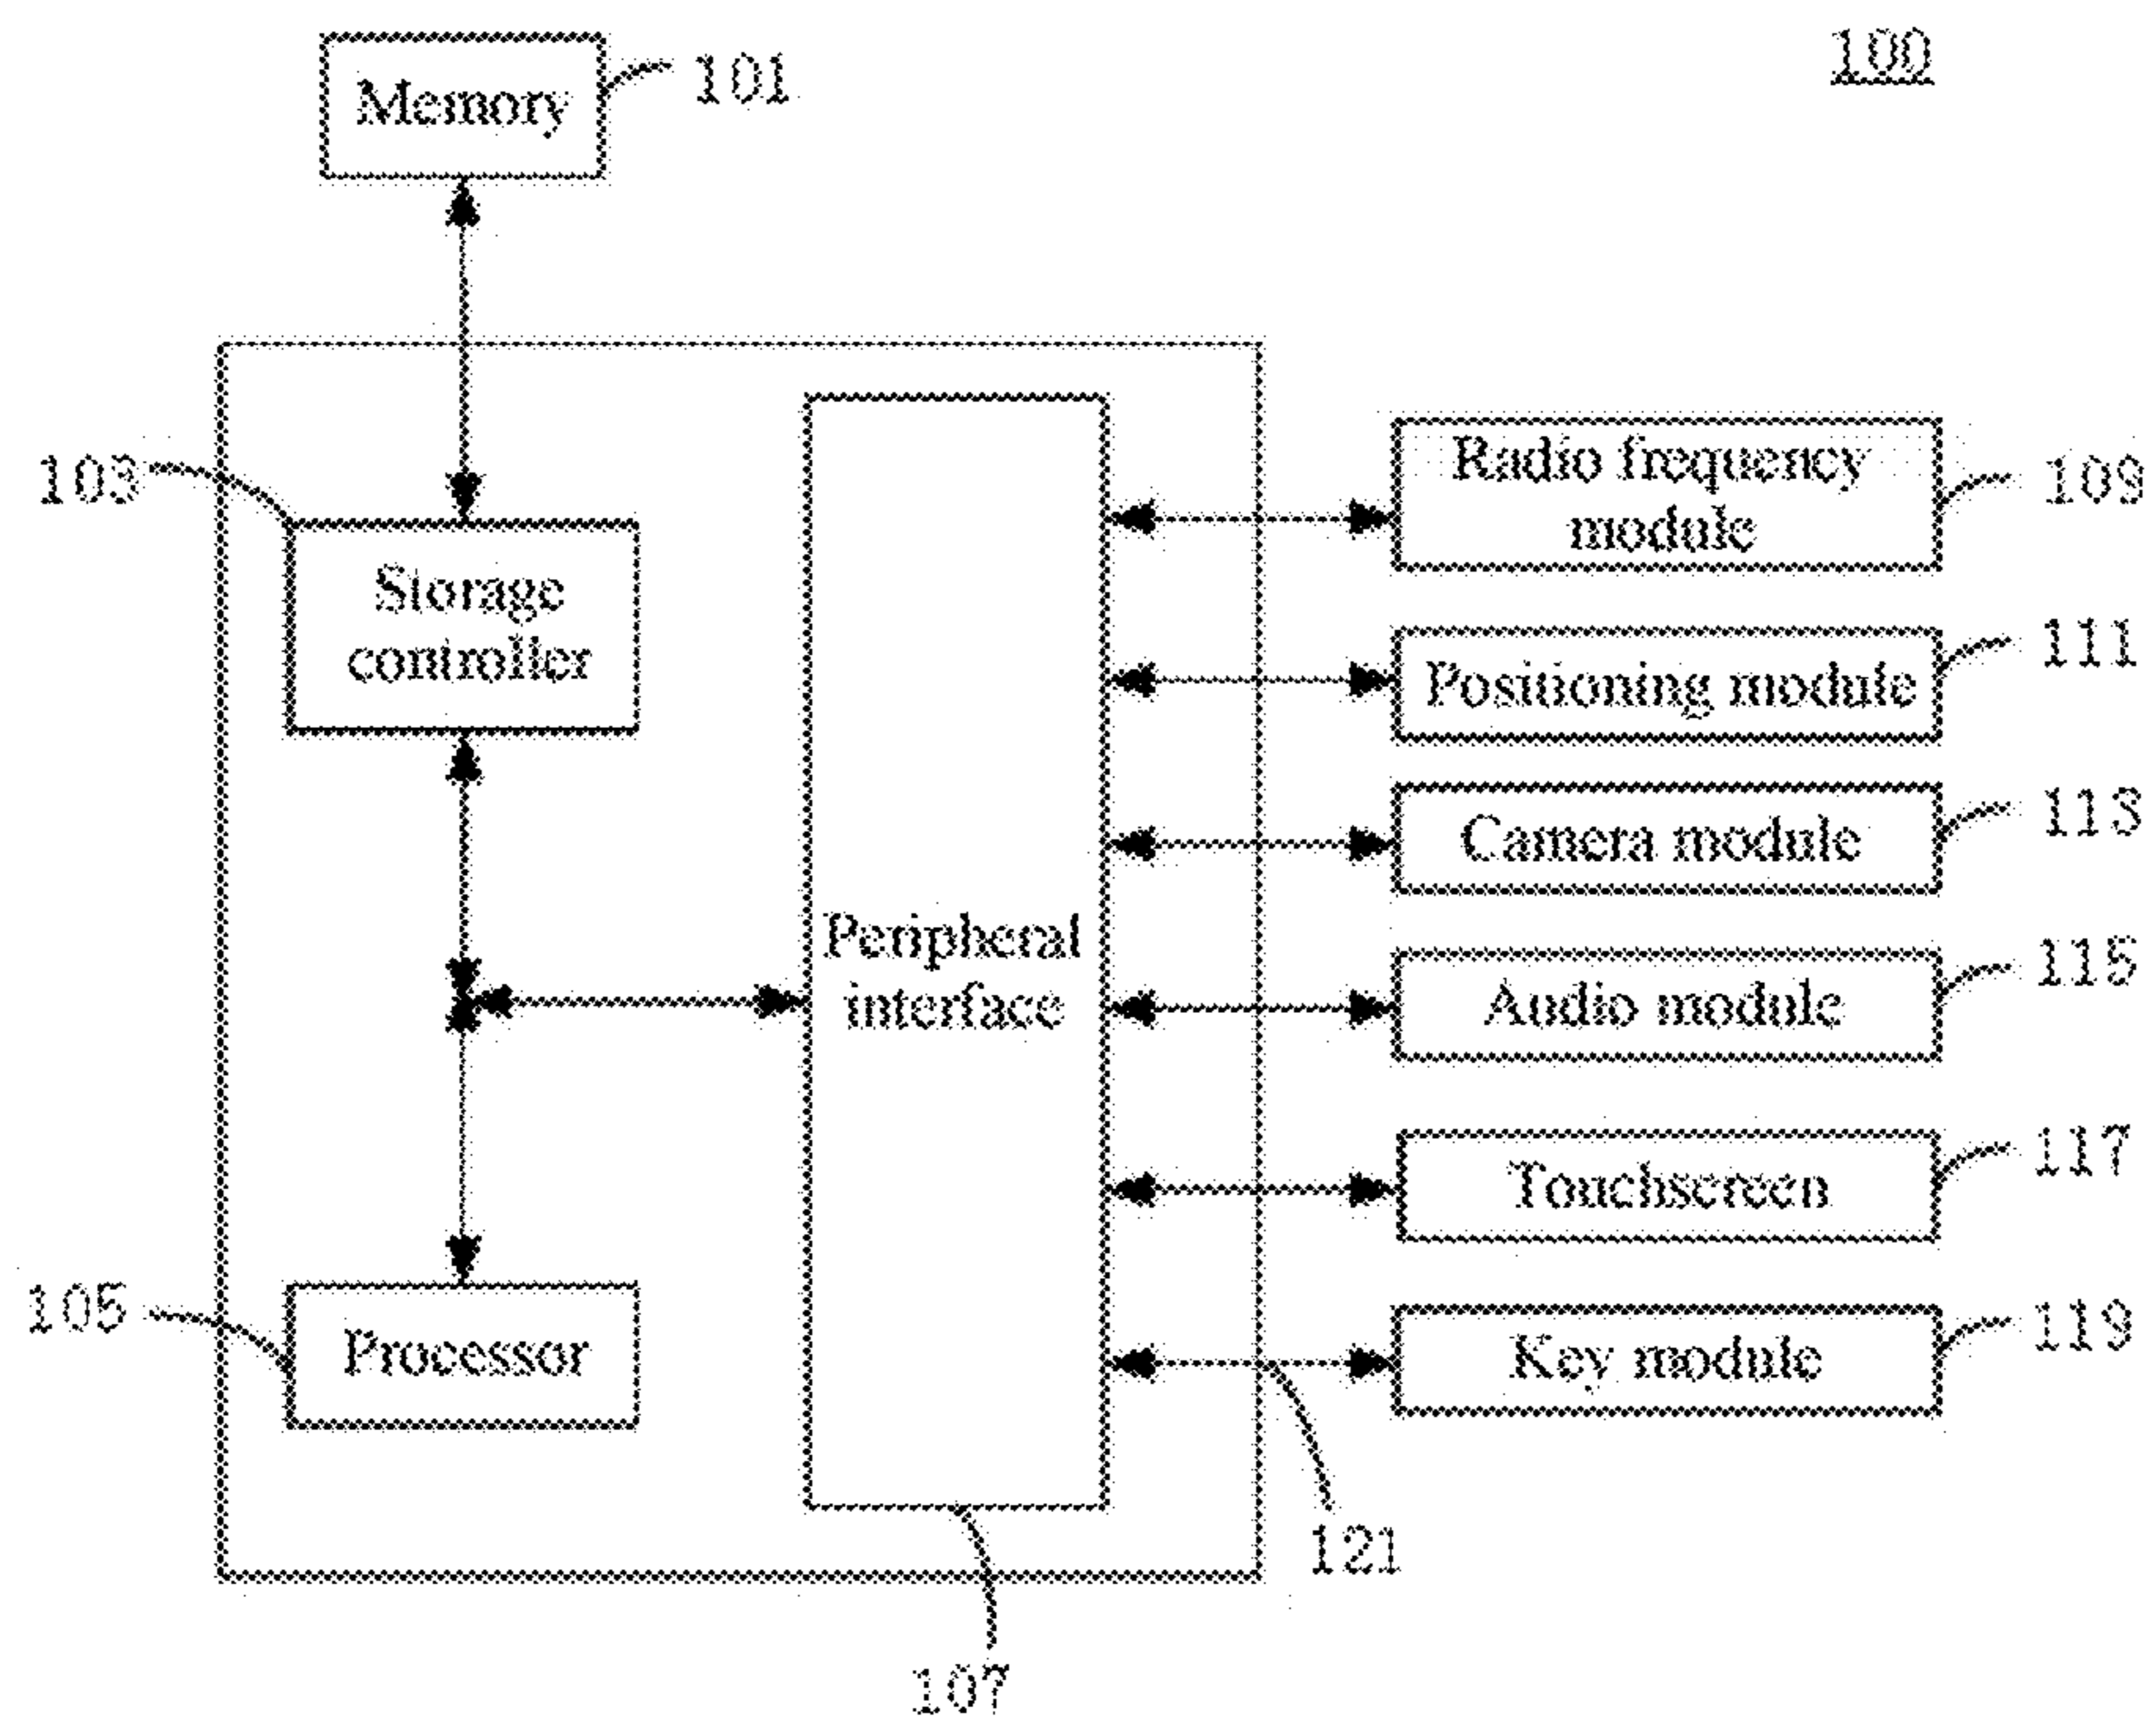 100
Memory
101
103
Storage
controller
Peripheral
interface
105
Processor
107
121
Radio frequency
module
109
Positioning module
111
Camera module
113
Audio module
115
Touchscreen
117
Key module
119